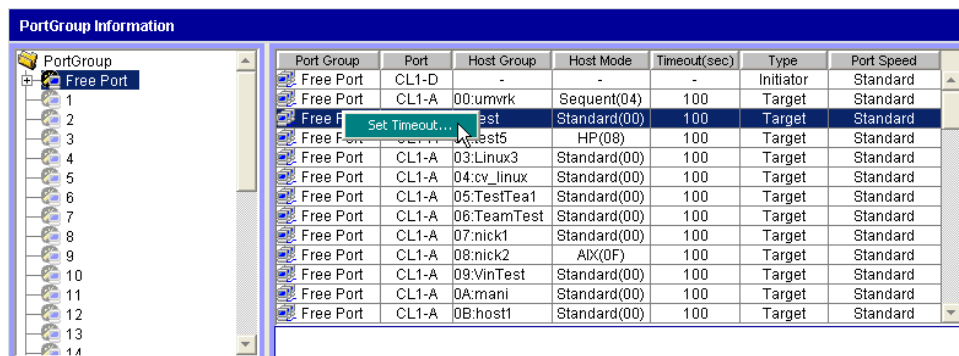 PortGroup Information
PortGroup
Free Port
1
2
3
4
5
6
7
8
9
10
11
12
13
14
Port Group Port Host Group Host Mode Timeout(sec) Type Port Speed
Free Port CL1-D - - - Initiator Standard
Free Port CL1-A 00:umvrk Sequent(04) 100 Target Standard
Standard(00) 100 Target Standard
Set Timeout...
HP(08) 100 Target Standard
Free Port CL1-A 03:Linux3 Standard(00) 100 Target Standard
Free Port CL1-A 04:cv_linux Standard(00) 100 Target Standard
Free Port CL1-A 05:TestTea1 Standard(00) 100 Target Standard
Free Port CL1-A 06:TeamTest Standard(00) 100 Target Standard
Free Port CL1-A 07:nick1 Standard(00) 100 Target Standard
Free Port CL1-A 08:nick2 AIX(0F) 100 Target Standard
Free Port CL1-A 09:VinTest Standard(00) 100 Target Standard
Free Port CL1-A 0A:mani Standard(00) 100 Target Standard
Free Port CL1-A 0B:host1 Standard(00) 100 Target Standard